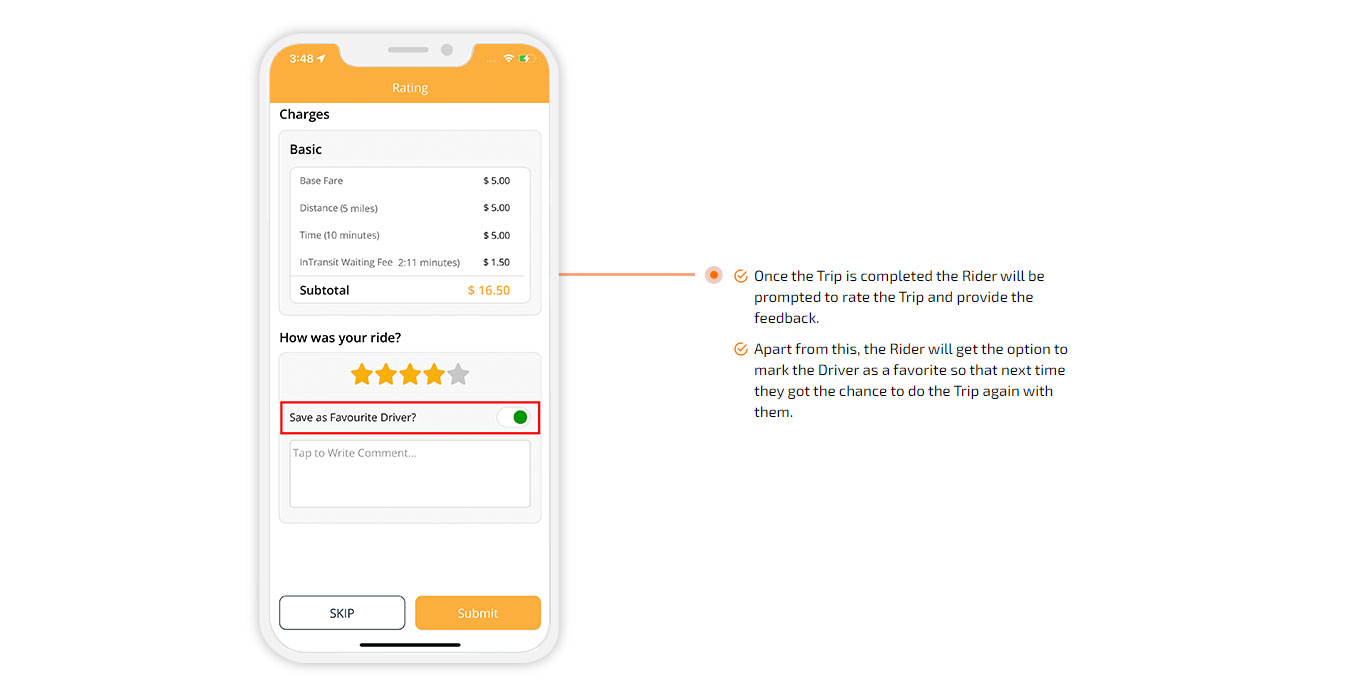 3:48
Rating
Charges
Basic
Base Fare $ 5.00
Distance (5 miles) $ 5.00
Time (10 minutes) $ 5.00
InTransit Waiting Fee 2:11 minutes) $ 1.50
Subtotal $ 16.50
How was your ride?
Save as Favourite Driver?
Tap to Write Comment...
SKIP Submit
Once the Trip is completed the Rider will be
prompted to rate the Trip and provide the
feedback.
Apart from this, the Rider will get the option to
mark the Driver as a favorite so that next time
they got the chance to do the Trip again with
them.